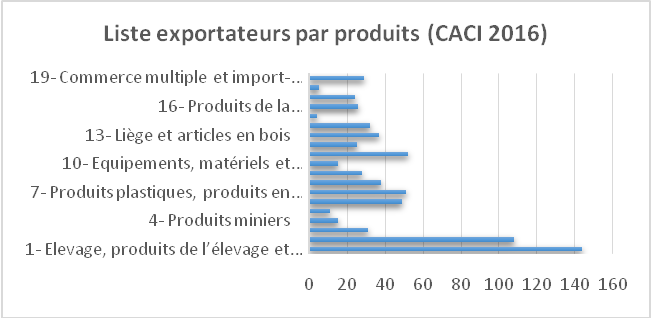 Liste exportateurs par produits (CACI 2016)
19- Commerce multiple et import-...
16- Produits de la ...
13- Liège et articles en bois
10- Equipements, matériels et ...
7- Produits plastiques, produits en ...
4- Produits miniers
1- Elevage, produits de l’élevage et ...
0 20 40 60 80 100 120 140 160